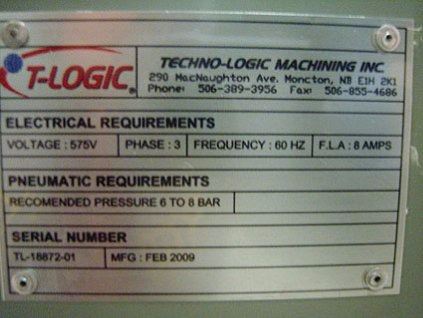 T-LOGIC®
TECHNO-LOGIC MACHINING INC
290 MacNaughton Ave. Moncton, NB E1H 2K1
Phone: 506-389-3956 Fax: 506-855-4686
ELECTRICAL REQUIREMENTS
VOLTAGE : 575V PHASE : 3 FREQUENCY : 60 HZ F.L.A : 8 AMPS
PNEUMATIC REQUIREMENTS
RECOMENDED PRESSURE 6 TO 8 BAR
SERIAL NUMBER
TL-18872-01 MFG : FEB 2009